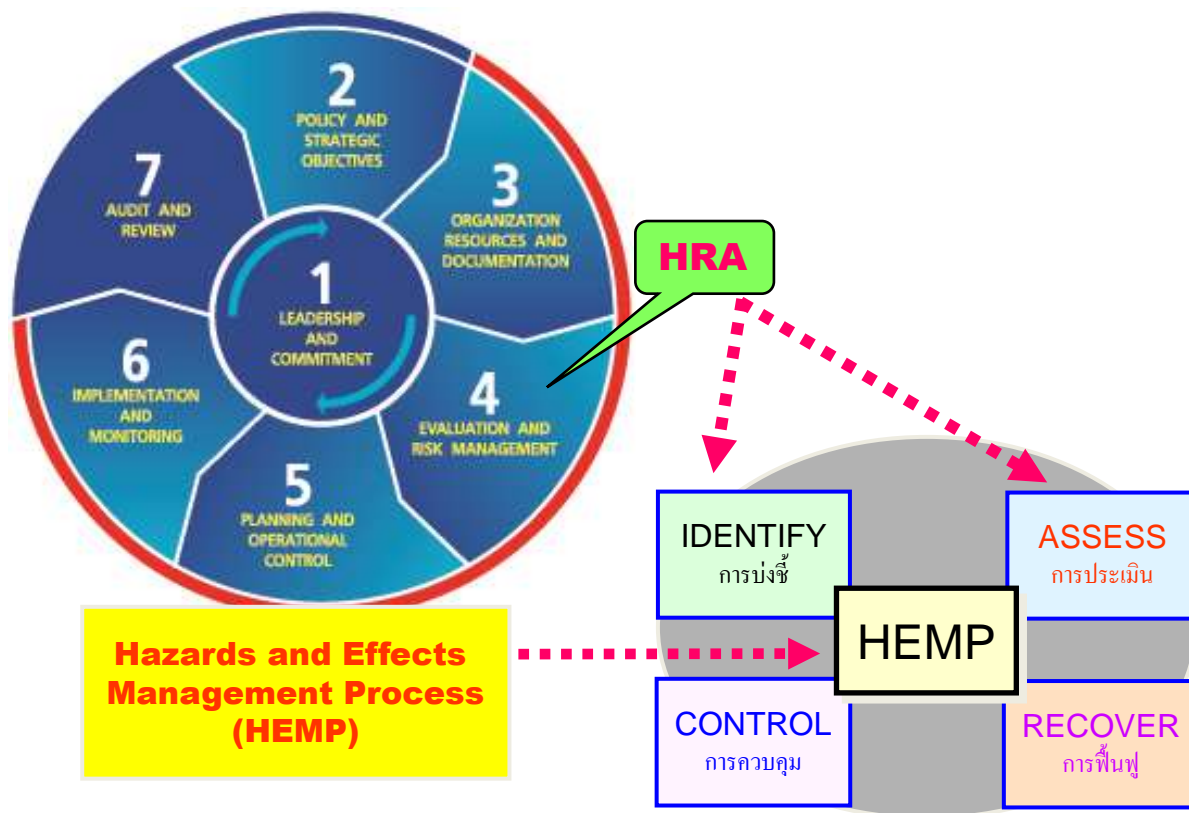 2
POLICY AND
STRATEGIC
OBJECTIVES
3
ORGANIZATION
RESOURCES AND
DOCUMENTATION
7
AUDIT AND
REVIEW
1
LEADERSHIP
AND
COMMITMENT
HRA
6
IMPLEMENTATION
AND
MONITORING
4
EVALUATION AND
RISK MANAGEMENT
5
PLANNING AND
OPERATIONAL
CONTROL
Hazards and Effects
Management Process
(HEMP)
IDENTIFY
การบ่งชี้
ASSESS
การประเมิน
HEMP
CONTROL
การควบคุม
RECOVER
การฟื้นฟู